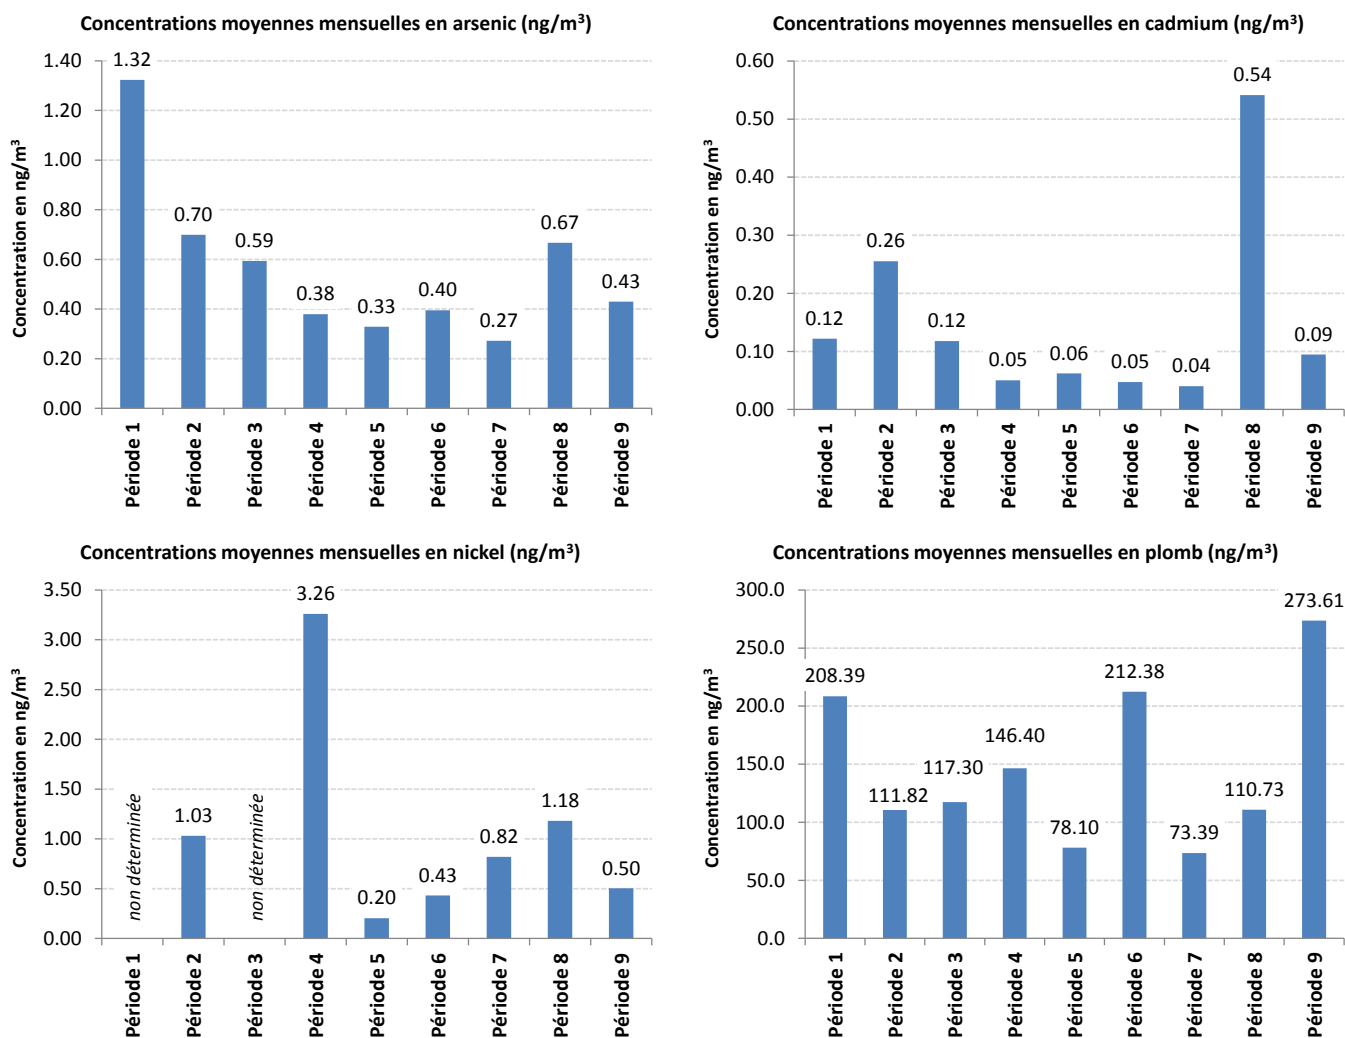 Concentrations moyennes mensuelles en arsenic (ng/m³)
Concentration en ng/m³
1.40
1.20
1.00
0.80
0.60
0.40
0.20
0.00
1.32
0.70
0.59
0.38
0.33
0.40
0.27
0.67
0.43
Période 1
Période 2
Période 3
Période 4
Période 5
Période 6
Période 7
Période 8
Période 9
Concentrations moyennes mensuelles en cadmium (ng/m³)
Concentration en ng/m³
0.60
0.50
0.40
0.30
0.20
0.10
0.00
0.12
0.26
0.12
0.05
0.06
0.05
0.04
0.54
0.09
Période 1
Période 2
Période 3
Période 4
Période 5
Période 6
Période 7
Période 8
Période 9
Concentrations moyennes mensuelles en nickel (ng/m³)
Concentration en ng/m³
3.50
3.00
2.50
2.00
1.50
1.00
0.50
0.00
non déterminée
1.03
non déterminée
3.26
0.20
0.43
0.82
1.18
0.50
Période 1
Période 2
Période 3
Période 4
Période 5
Période 6
Période 7
Période 8
Période 9
Concentrations moyennes mensuelles en plomb (ng/m³)
Concentration en ng/m³
300.0
250.0
200.0
150.0
100.0
50.0
0.0
208.39
111.82
117.30
146.40
78.10
212.38
73.39
110.73
273.61
Période 1
Période 2
Période 3
Période 4
Période 5
Période 6
Période 7
Période 8
Période 9